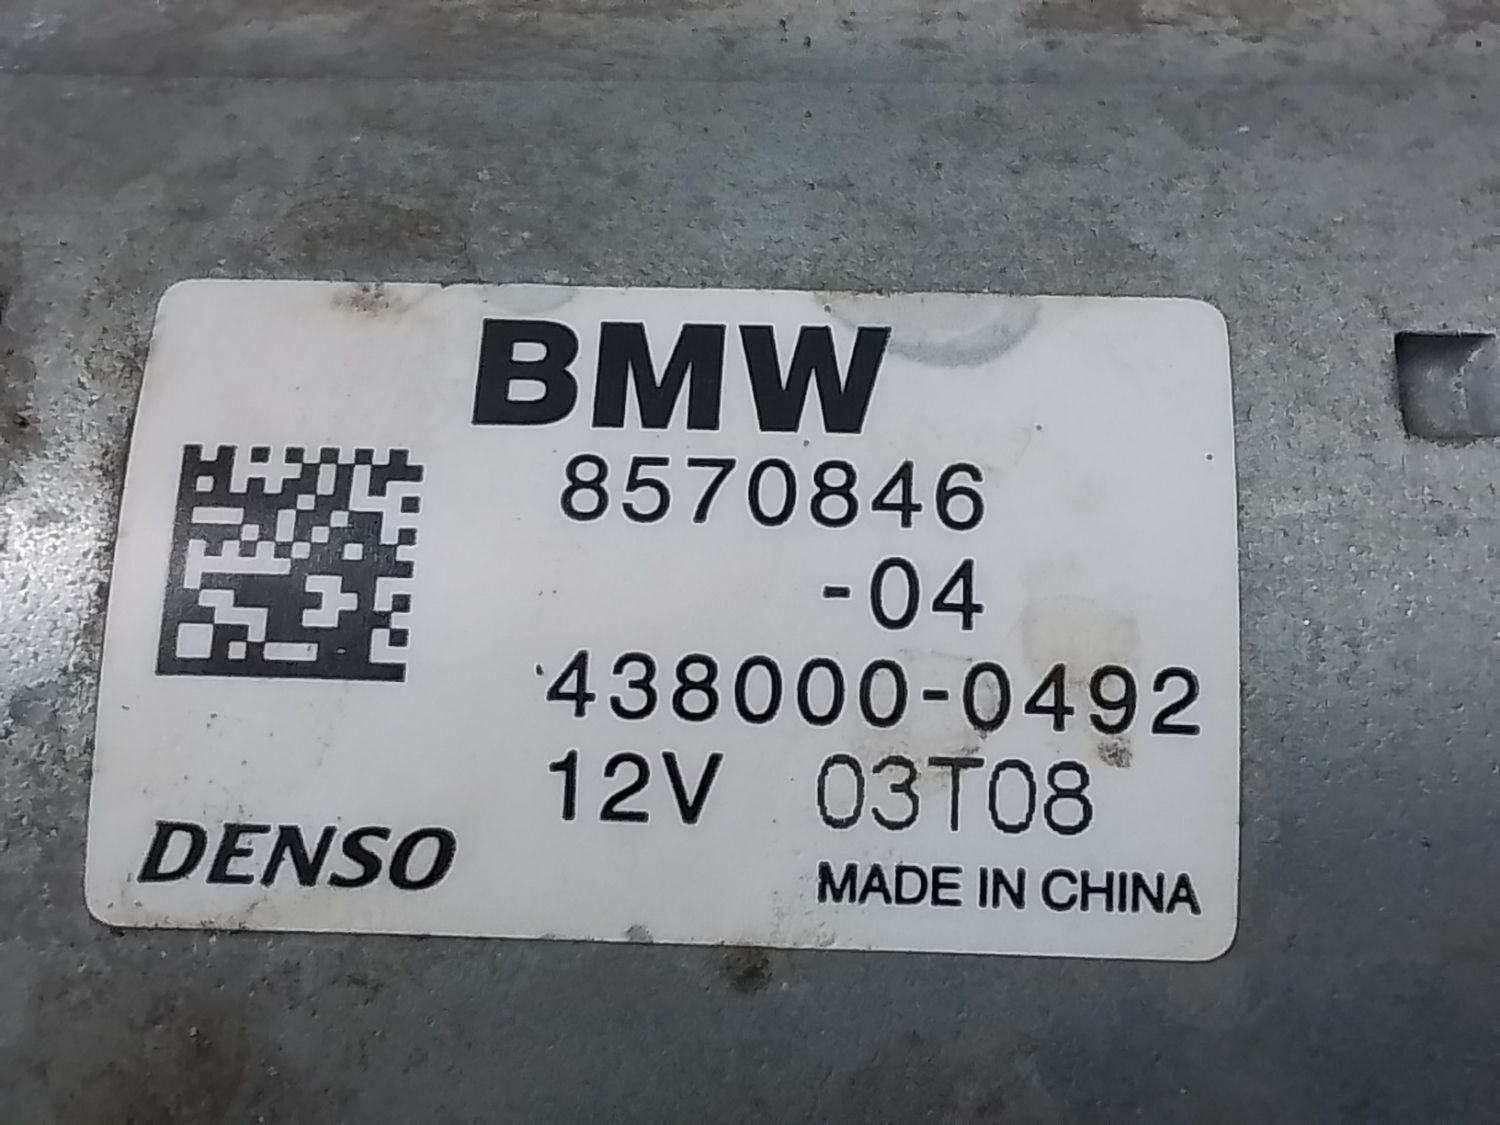 BMW
8570846
-04
438000-0492
12V 03T08
DENSO
MADE IN CHINA